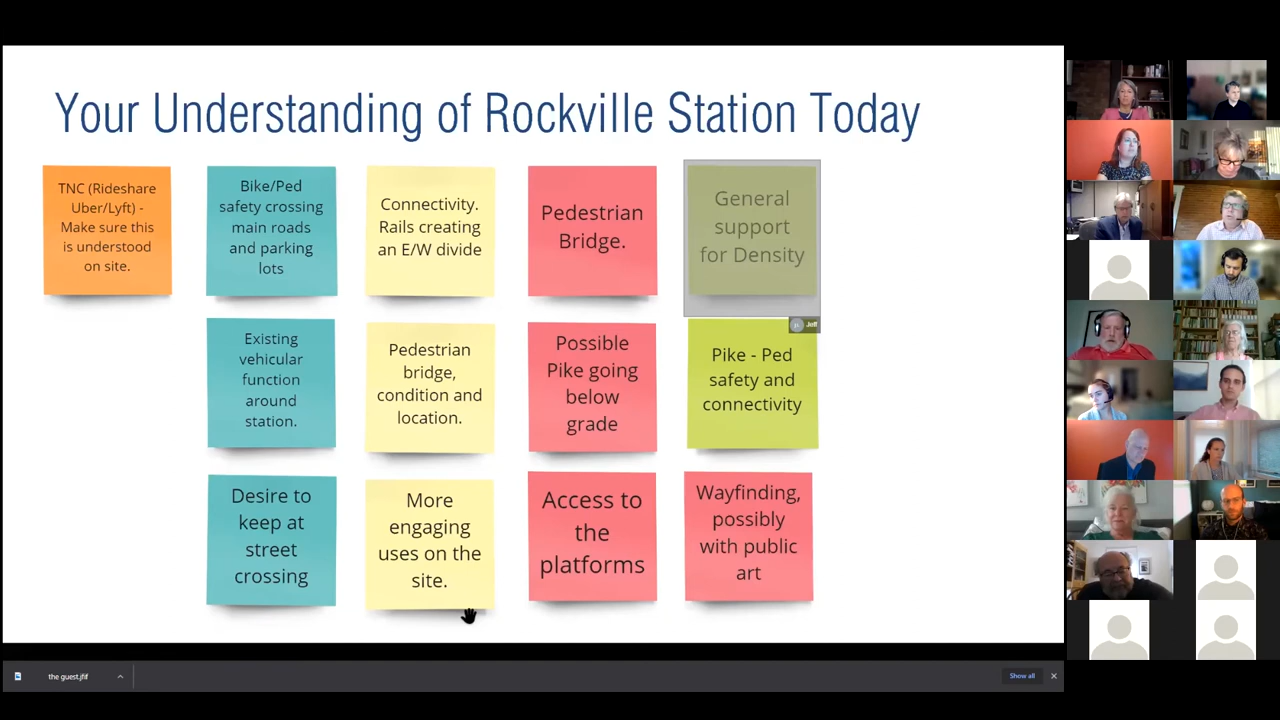 Your Understanding of Rockville Station Today
TNC (Rideshare
Uber/Lyft) -
Make sure this
is understood
on site.
Bike/Ped
safety crossing
main roads
and parking
lots
Connectivity.
Rails creating
an E/W divide
Pedestrian
Bridge.
General
support
for Density
Jeff
Existing
vehicular
function
around
station.
Pedestrian
bridge,
condition and
location.
Possible
Pike going
below
grade
Pike - Ped
safety and
connectivity
Desire to
keep at
street
crossing
More
engaging
uses on the
site.
Access to
the
platforms
Wayfinding,
possibly
with public
art
the guest.jfif
Show all